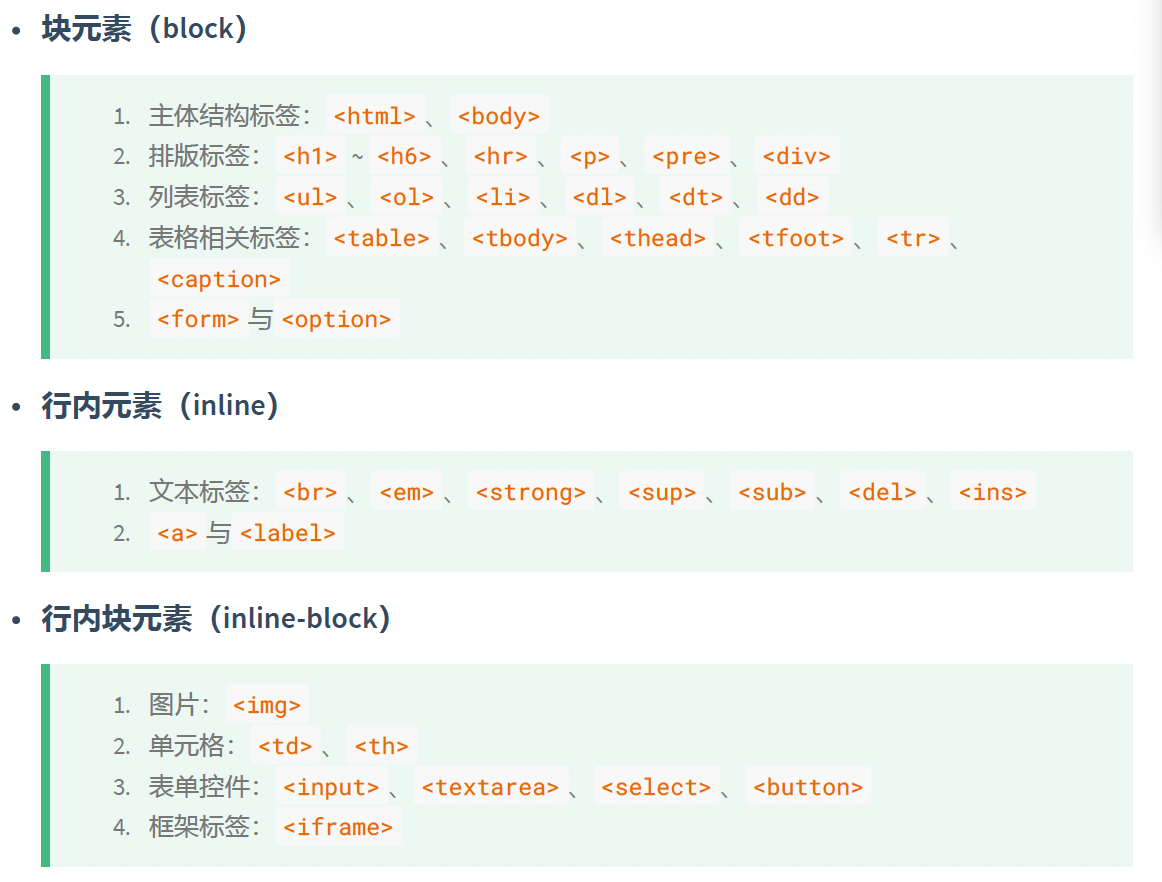 • 块元素（block）
1. 主体结构标签：<html>、<body>
2. 排版标签：<h1> ~ <h6>、<hr>、<p>、<pre>、<div>
3. 列表标签：<ul>、<ol>、<li>、<dl>、<dt>、<dd>
4. 表格相关标签：<table>、<tbody>、<thead>、<tfoot>、<tr>、
<caption>
5. <form>与<option>
• 行内元素（inline）
1. 文本标签：<br>、<em>、<strong>、<sup>、<sub>、<del>、<ins>
2. <a>与<label>
• 行内块元素（inline-block）
1. 图片：<img>
2. 单元格：<td>、<th>
3. 表单控件：<input>、<textarea>、<select>、<button>
4. 框架标签：<iframe>